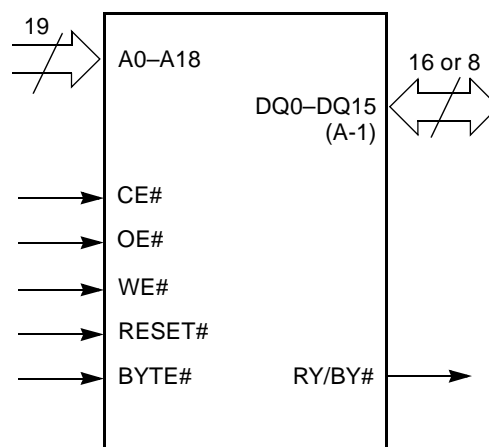 19
A0–A18
16 or 8
DQ0–DQ15
(A-1)
CE#
OE#
WE#
RESET#
BYTE#
RY/BY#